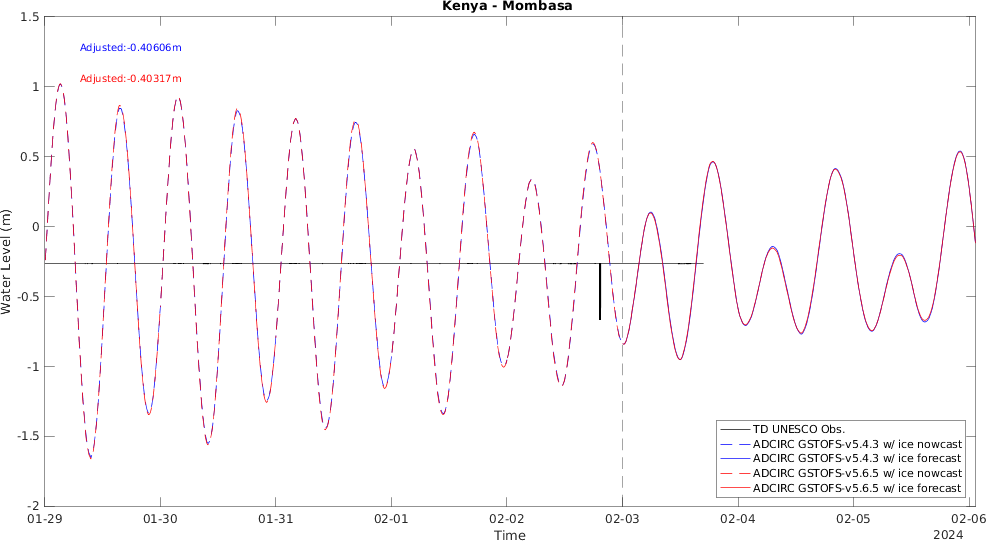 Kenya - Mombasa
1.5
Adjusted:-0.40606m
Adjusted:-0.40317m
1
0.5
0
-0.5
-1
-1.5
-2
Water Level (m)
TD UNESCO Obs.
ADCIRC GSTOFS-v5.4.3 w/ ice nowcast
ADCIRC GSTOFS-v5.4.3 w/ ice forecast
ADCIRC GSTOFS-v5.6.5 w/ ice nowcast
ADCIRC GSTOFS-v5.6.5 w/ ice forecast
01-29 01-30 01-31 02-01 02-02 02-03 02-04 02-05 02-06
Time
2024